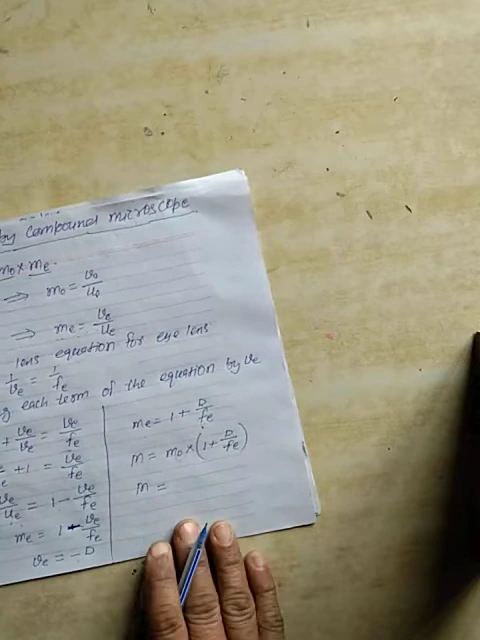 by compound microscope
m₀ × mₑ
⇒ m₀ = v₀/u₀
⇒ mₑ = vₑ/uₑ
lens equation for eye lens
1/vₑ = 1/fₑ
each term of the equation by vₑ
+ vₑ/vₑ = vₑ/fₑ
+ 1 = vₑ/fₑ
vₑ/uₑ = 1 - vₑ/fₑ
mₑ = 1 - vₑ/fₑ
vₑ = - D
mₑ = 1 + D/fₑ
M = m₀ × (1 + D/fₑ)
M =